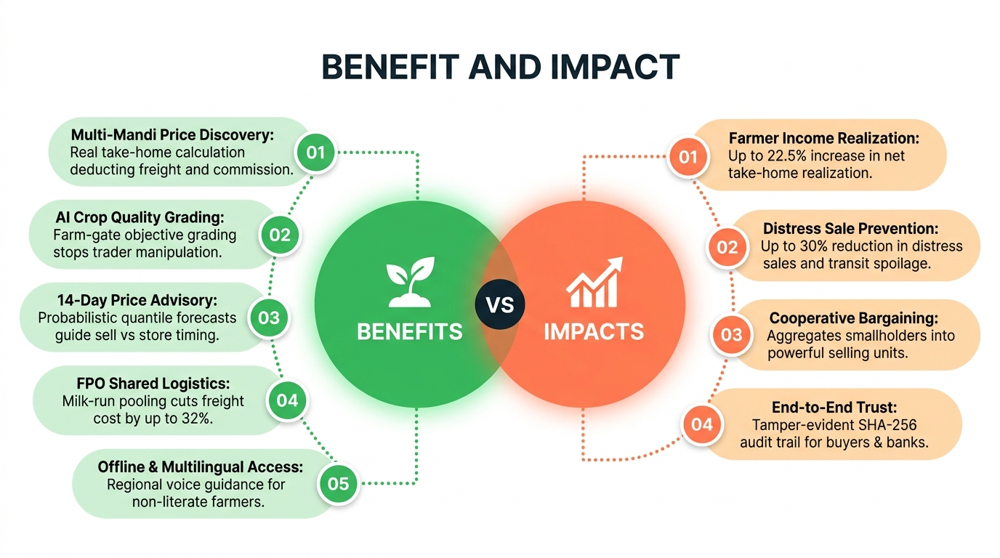 BENEFIT AND IMPACT
Multi-Mandi Price Discovery:
Real take-home calculation
deducting freight and commission.
01
AI Crop Quality Grading:
Farm-gate objective grading
stops trader manipulation.
02
14-Day Price Advisory:
Probabilistic quantile forecasts
guide sell vs store timing.
03
FPO Shared Logistics:
Milk-run pooling cuts freight
cost by up to 32%.
04
Offline & Multilingual Access:
Regional voice guidance for
non-literate farmers.
05
BENEFITS
VS
IMPACTS
01
Farmer Income Realization:
Up to 22.5% increase in net
take-home realization.
02
Distress Sale Prevention:
Up to 30% reduction in distress
sales and transit spoilage.
03
Cooperative Bargaining:
Aggregates smallholders into
powerful selling units.
04
End-to-End Trust:
Tamper-evident SHA-256
audit trail for buyers & banks.